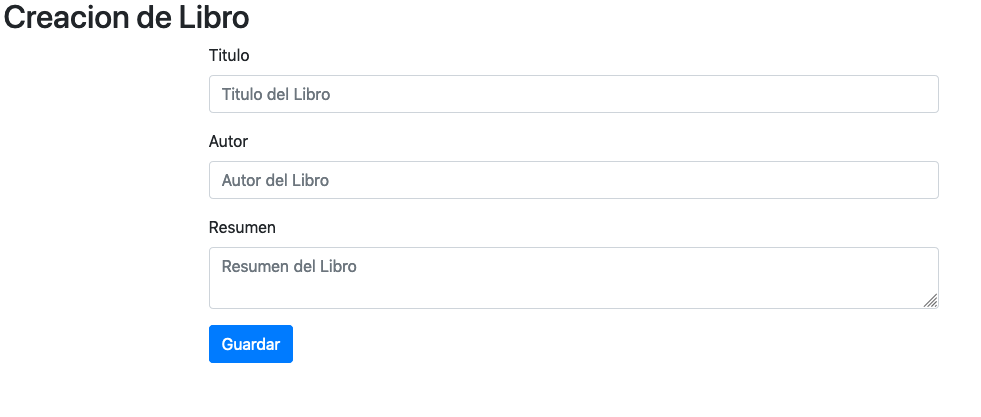 Creacion de Libro
Titulo
Titulo del Libro
Autor
Autor del Libro
Resumen
Resumen del Libro
Guardar